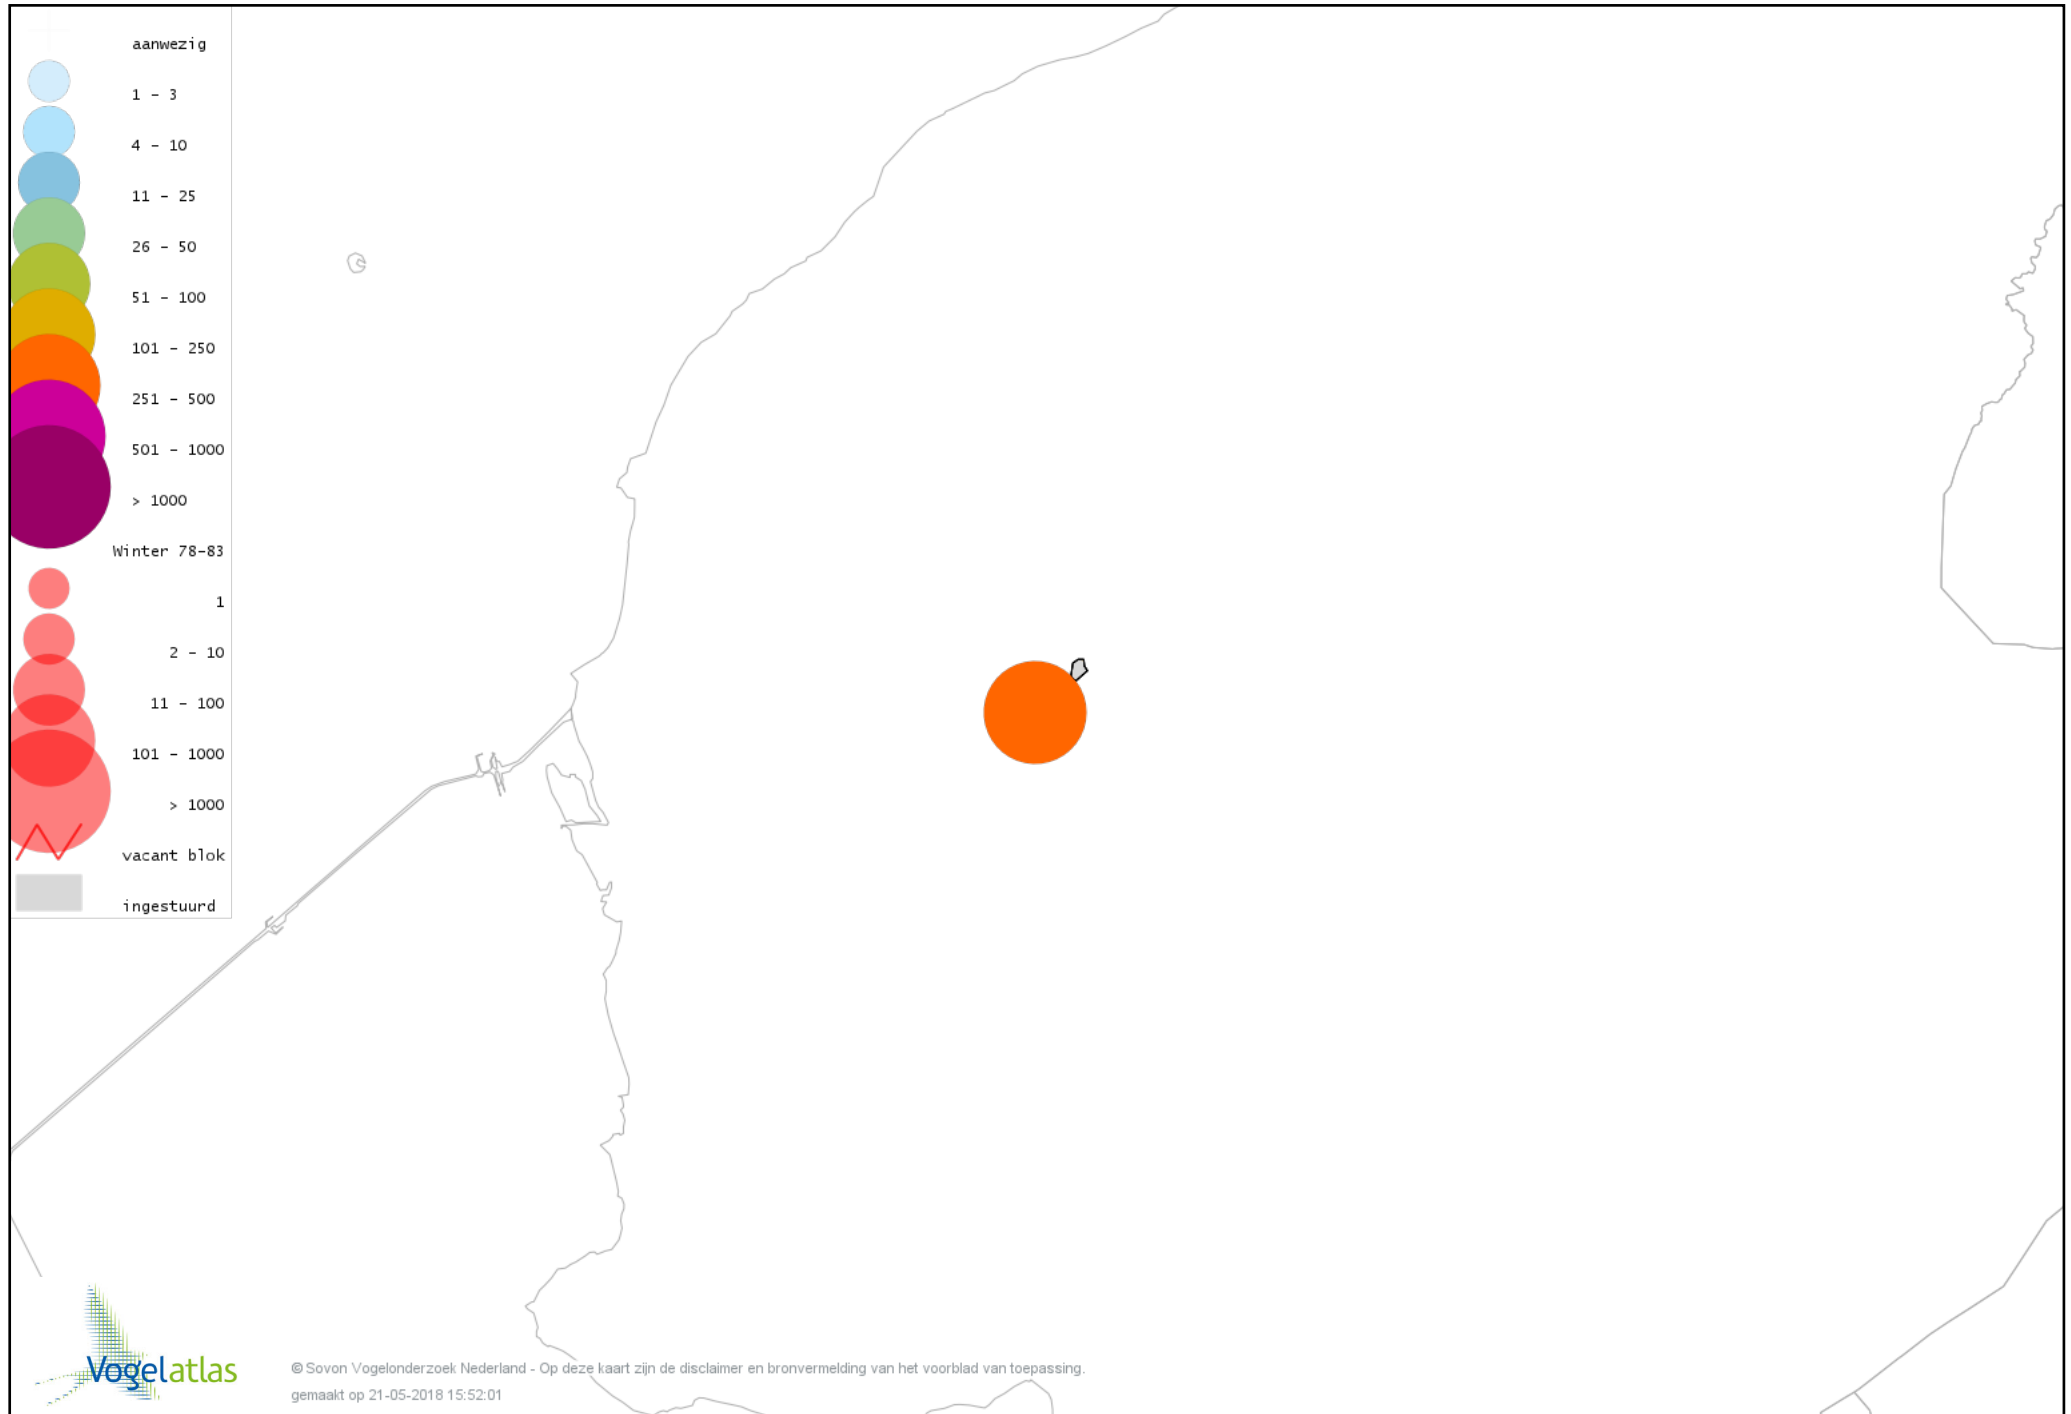 aanwezig
1 - 3
4 - 10
11 - 25
26 - 50
51 - 100
101 - 250
251 - 500
501 - 1000
> 1000
Winter 78-83
1
2 - 10
11 - 100
101 - 1000
> 1000
vacant blok
ingestuurd
Vogelatlas
© Sovon Vogelonderzoek Nederland - Op deze kaart zijn de disclaimer en bronvermelding van het voorblad van toepassing.
gemaakt op 21-05-2018 15:52:01